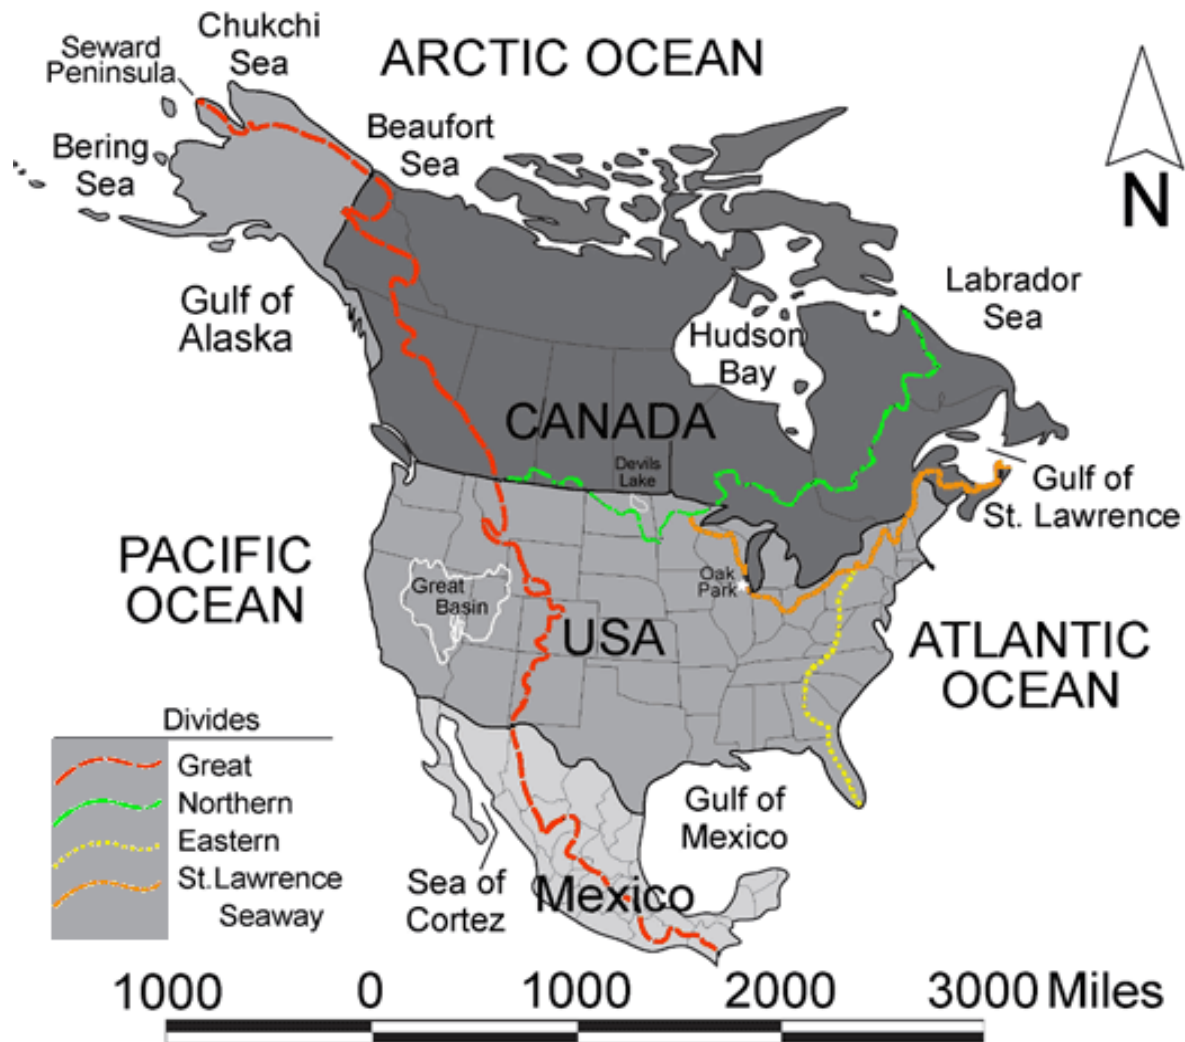 Chukchi
Sea
Seward
Peninsula
ARCTIC OCEAN
Bering
Sea
Beaufort
Sea
N
Gulf of
Alaska
Labrador
Sea
Hudson
Bay
CANADA
Devils
Lake
Gulf of
St. Lawrence
PACIFIC
OCEAN
Great
Basin
Oak
Park
USA
ATLANTIC
OCEAN
Divides
Great
Northern
Eastern
St.Lawrence
Seaway
Gulf of
Mexico
Sea of
Cortez
Mexico
1000 0 1000 2000 3000 Miles